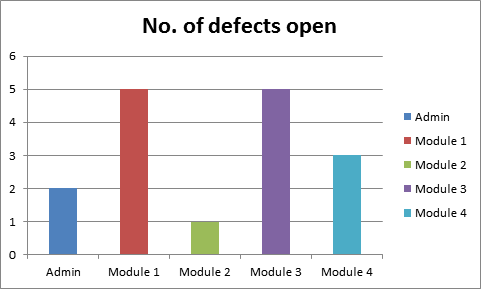 No. of defects open
6
5
4
3
2
1
0
Admin Module 1 Module 2 Module 3 Module 4
Admin
Module 1
Module 2
Module 3
Module 4